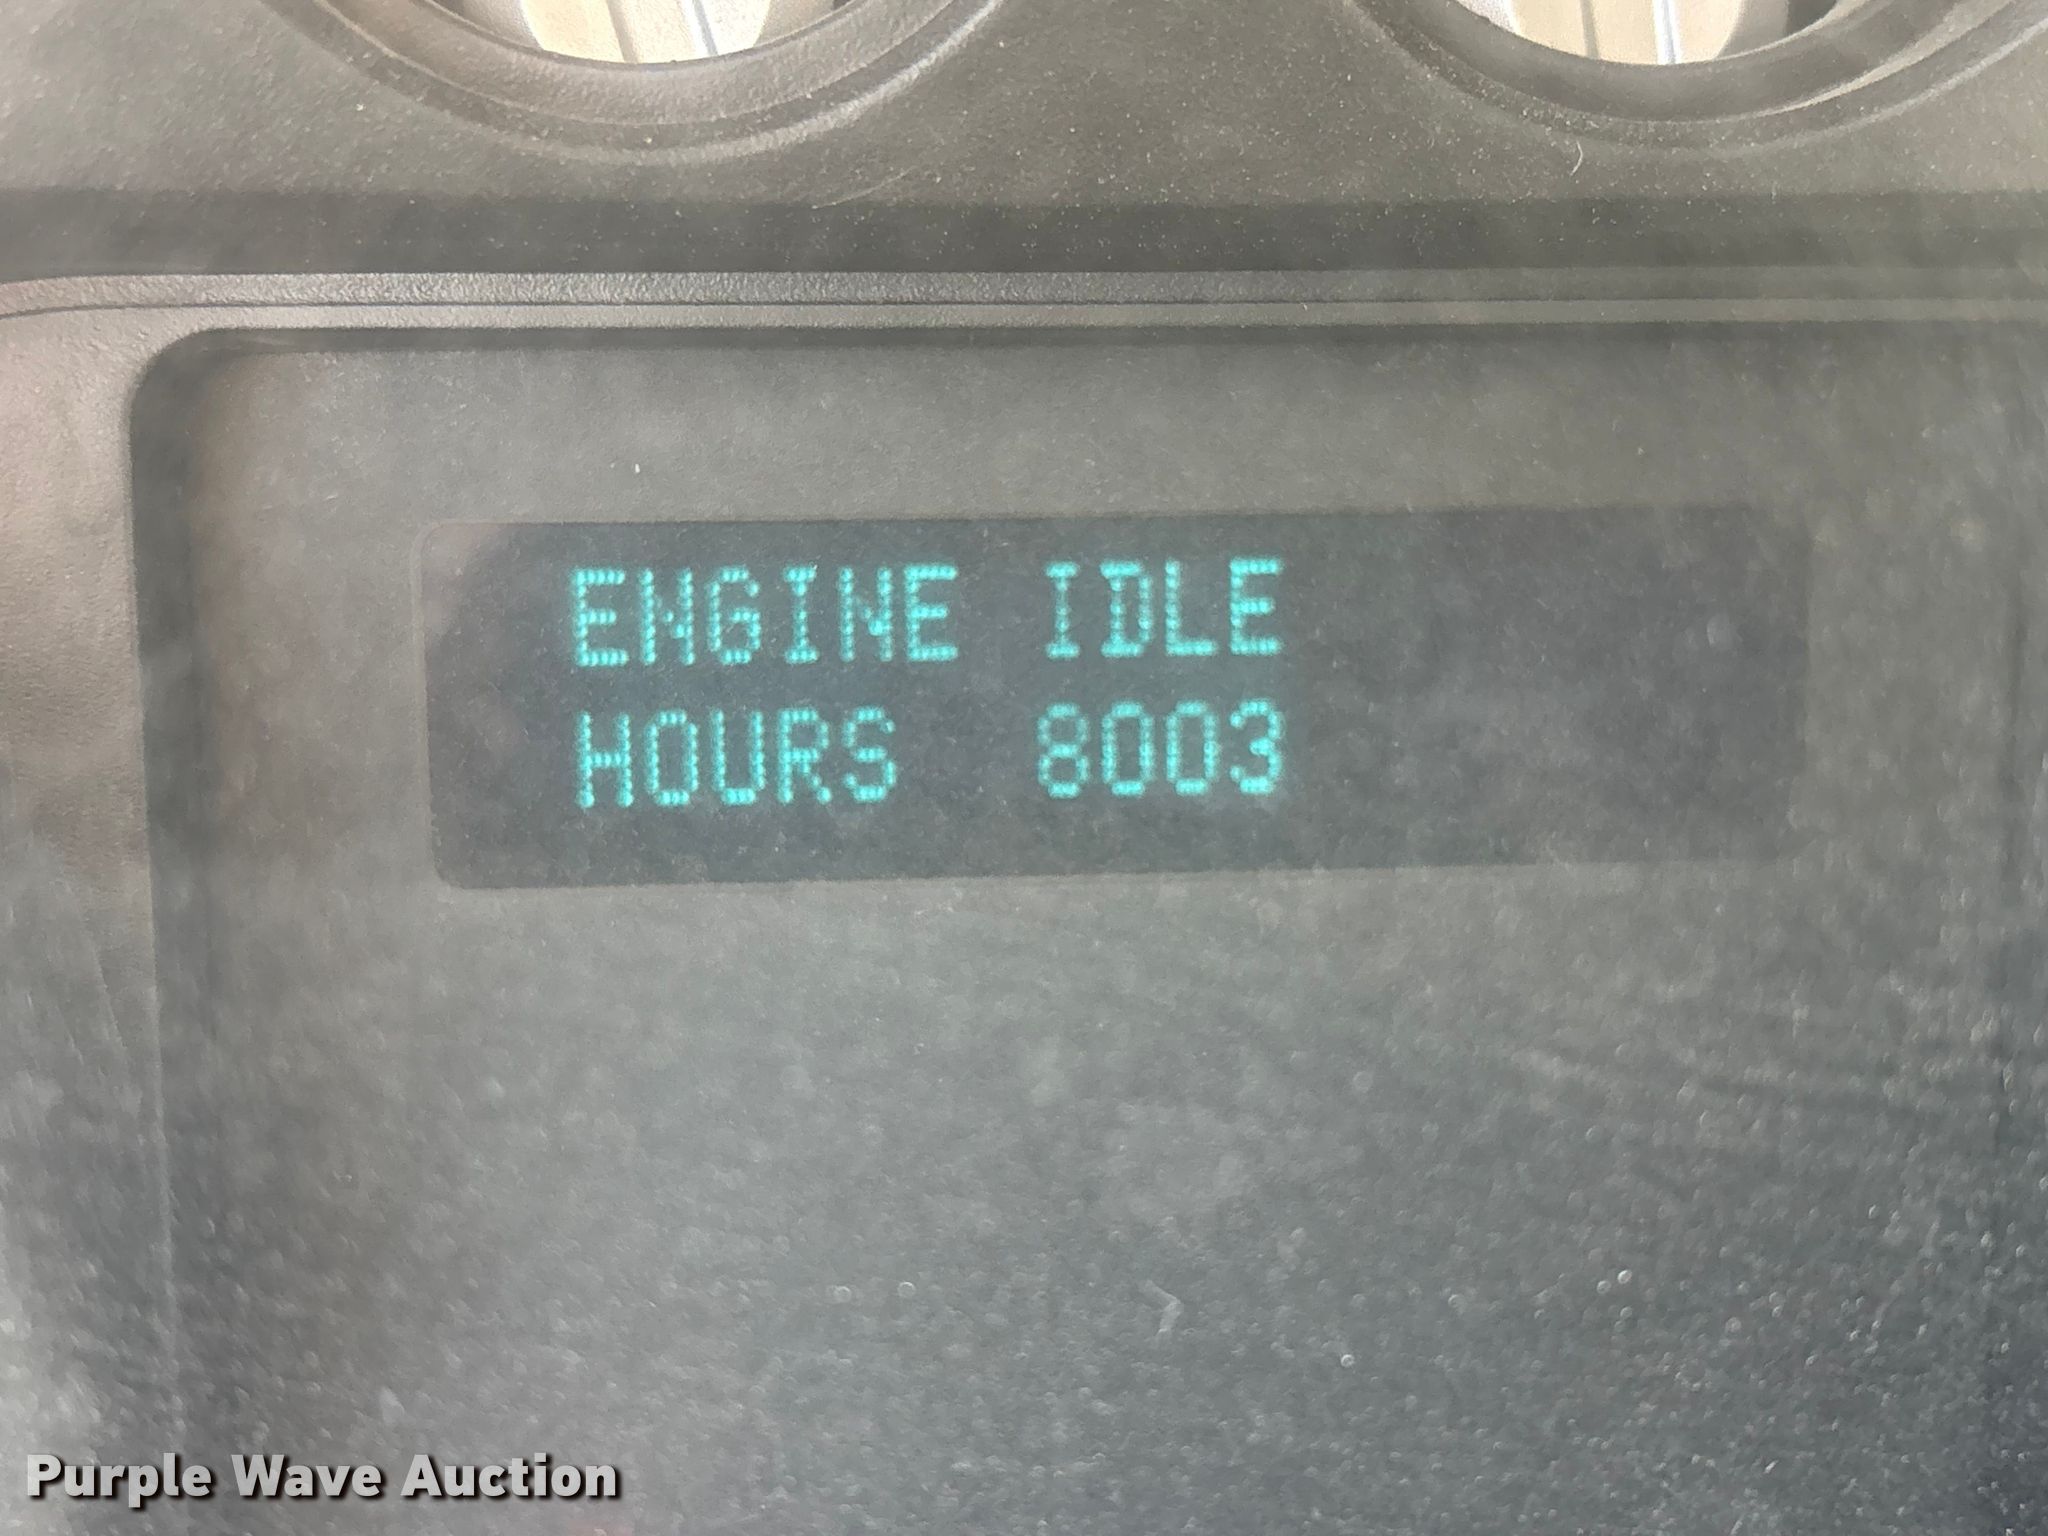 ENGINE IDLE
HOURS 8003
Purple Wave Auction